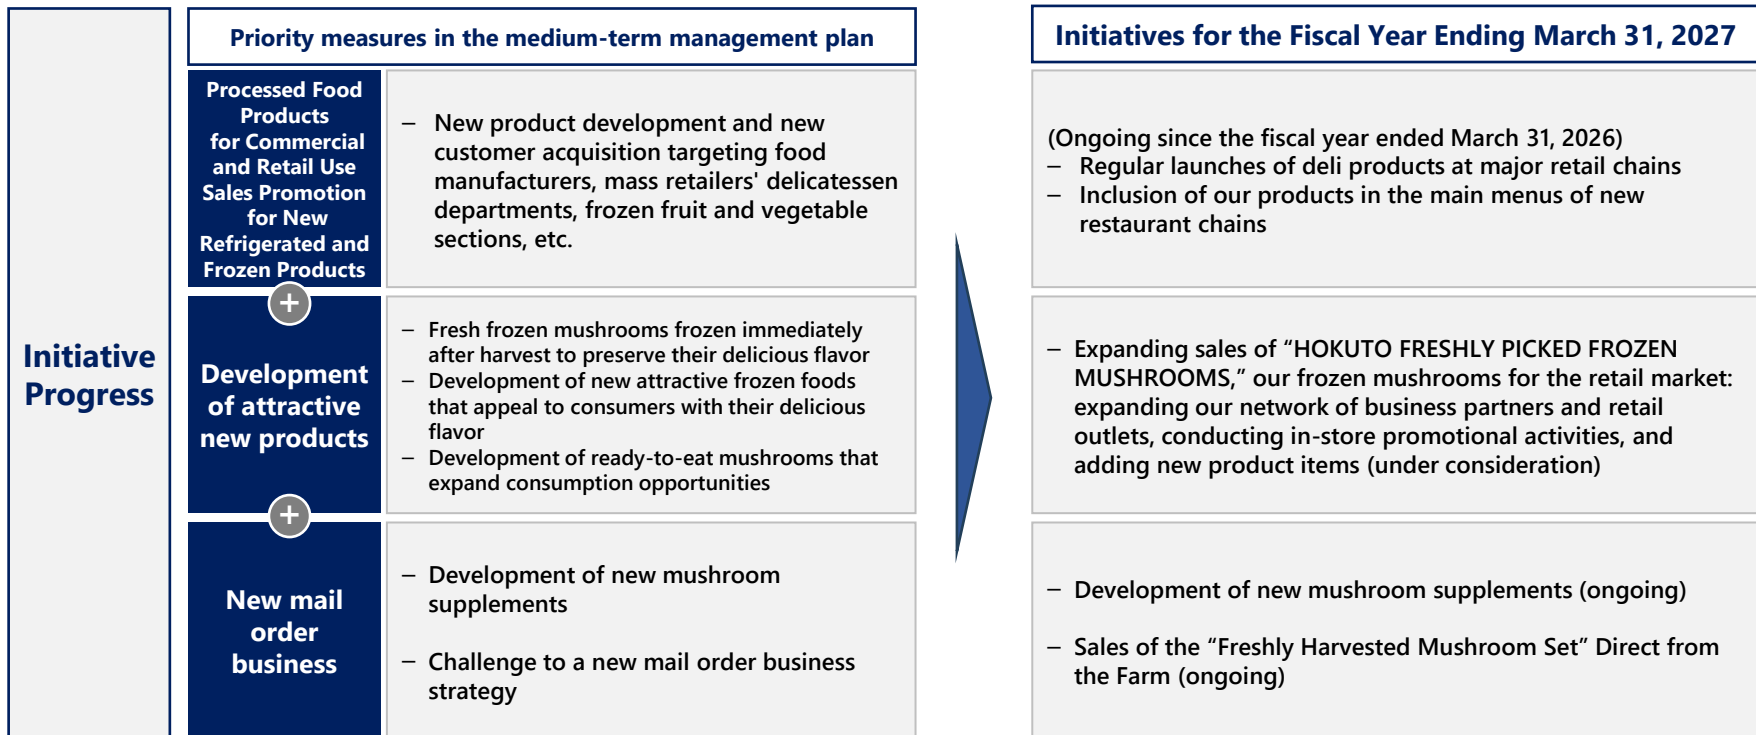 Initiative
Progress
Priority measures in the medium-term management plan
Processed Food
Products
for Commercial
and Retail Use
Sales Promotion
for New
Refrigerated and
Frozen Products
– New product development and new
customer acquisition targeting food
manufacturers, mass retailers' delicatessen
departments, frozen fruit and vegetable
sections, etc.
+
Development
of attractive
new products
– Fresh frozen mushrooms frozen immediately
after harvest to preserve their delicious flavor
– Development of new attractive frozen foods
that appeal to consumers with their delicious
flavor
– Development of ready-to-eat mushrooms that
expand consumption opportunities
+
New mail
order
business
– Development of new mushroom
supplements
– Challenge to a new mail order business
strategy
Initiatives for the Fiscal Year Ending March 31, 2027
(Ongoing since the fiscal year ended March 31, 2026)
– Regular launches of deli products at major retail chains
– Inclusion of our products in the main menus of new
restaurant chains
– Expanding sales of “HOKUTO FRESHLY PICKED FROZEN
MUSHROOMS,” our frozen mushrooms for the retail market:
expanding our network of business partners and retail
outlets, conducting in-store promotional activities, and
adding new product items (under consideration)
– Development of new mushroom supplements (ongoing)
– Sales of the “Freshly Harvested Mushroom Set” Direct from
the Farm (ongoing)